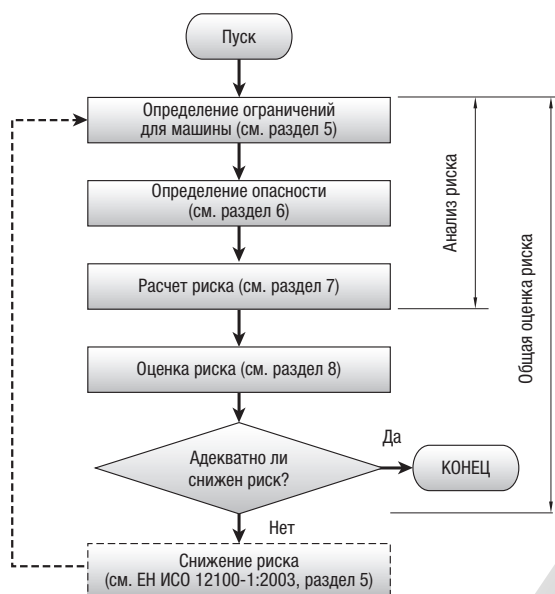 Пуск
Определение ограничений
для машины (см. раздел 5)
Определение опасности
(см. раздел 6)
Расчет риска (см. раздел 7)
Оценка риска (см. раздел 8)
Адекватно ли
снижен риск?
Да
КОНЕЦ
Нет
Снижение риска
(см. ЕН ИСО 12100-1:2003, раздел 5)
Анализ риска
Общая оценка риска